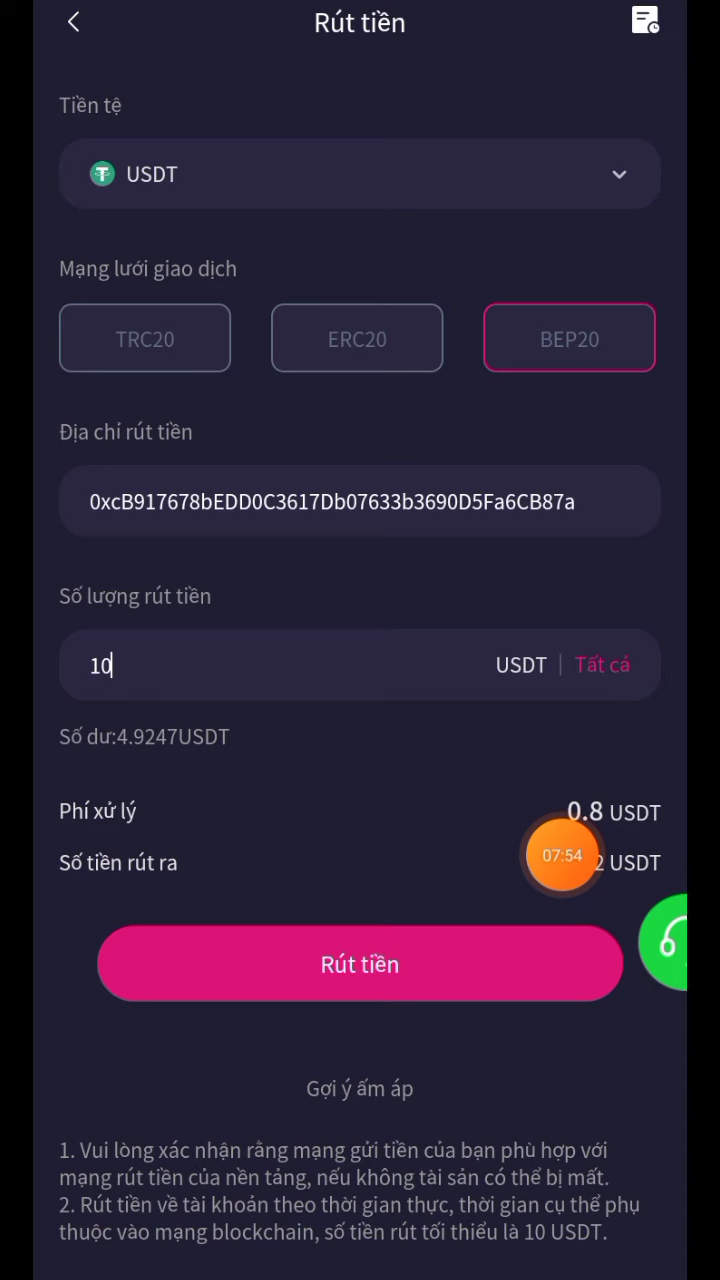 Rút tiền
Tiền tệ
USDT
Mạng lưới giao dịch
TRC20 ERC20 BEP20
Địa chỉ rút tiền
0xcB917678bEDD0C3617Db07633b3690D5Fa6CB87a
Số lượng rút tiền
10 USDT | Tất cả
Số dư:4.9247USDT
Phí xử lý 0.8 USDT
Số tiền rút ra 2 USDT
07:54
Rút tiền
Gợi ý ấm áp
1. Vui lòng xác nhận rằng mạng gửi tiền của bạn phù hợp với
mạng rút tiền của nền tảng, nếu không tài sản có thể bị mất.
2. Rút tiền về tài khoản theo thời gian thực, thời gian cụ thể phụ
thuộc vào mạng blockchain, số tiền rút tối thiểu là 10 USDT.